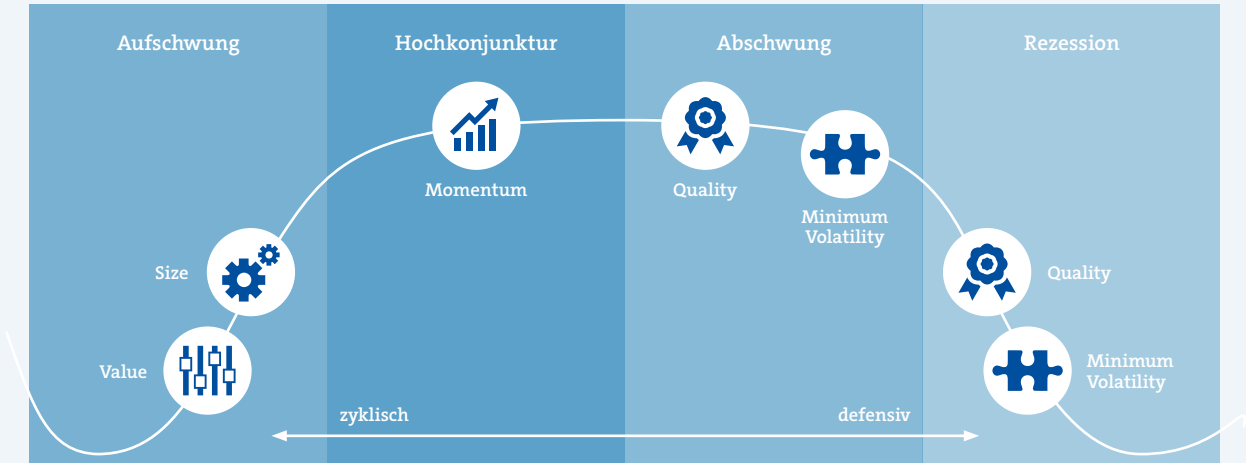 Aufschwung
Hochkonjunktur
Abschwung
Rezession
Momentum
Quality
Minimum
Volatility
Size
Quality
Value
Minimum
Volatility
zyklisch
defensiv